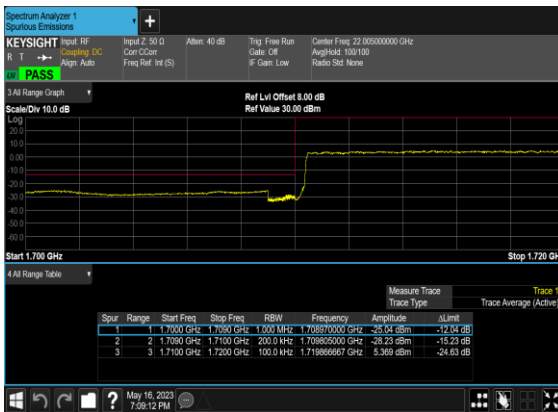 Spectrum Analyzer 1
Spurious Emissions
KEYSIGHT
R T
LW PASS
Input: RF
Coupling: DC
Align: Auto
Input Z: 50 Ω
Corr CCorr
Freq Ref: Int (S)
Atten: 40 dB
Trig: Free Run
Gate: Off
IF Gain: Low
Center Freq: 22.005000000 GHz
Avg|Hold: 100/100
Radio Std: None
3 All Range Graph
Scale/Div 10.0 dB
Ref Lvl Offset 8.00 dB
Ref Value 30.00 dBm
Log
20.0
10.0
0.00
-10.0
-20.0
-30.0
-40.0
-50.0
-60.0
Start 1.700 GHz
Stop 1.720 GH
4 All Range Table
Measure Trace Trace 1
Trace Type Trace Average (Active)
Spur Range Start Freq Stop Freq RBW Frequency Amplitude ΔLimit
1 1 1.7000 GHz 1.7090 GHz 1.000 MHz 1.708970000 GHz -25.04 dBm -12.04 dB
2 2 1.7090 GHz 1.7100 GHz 200.0 kHz 1.709805000 GHz -28.23 dBm -15.23 dB
3 3 1.7100 GHz 1.7200 GHz 100.0 kHz 1.719866667 GHz 5.369 dBm -24.63 dB
May 16, 2023
7:09:12 PM